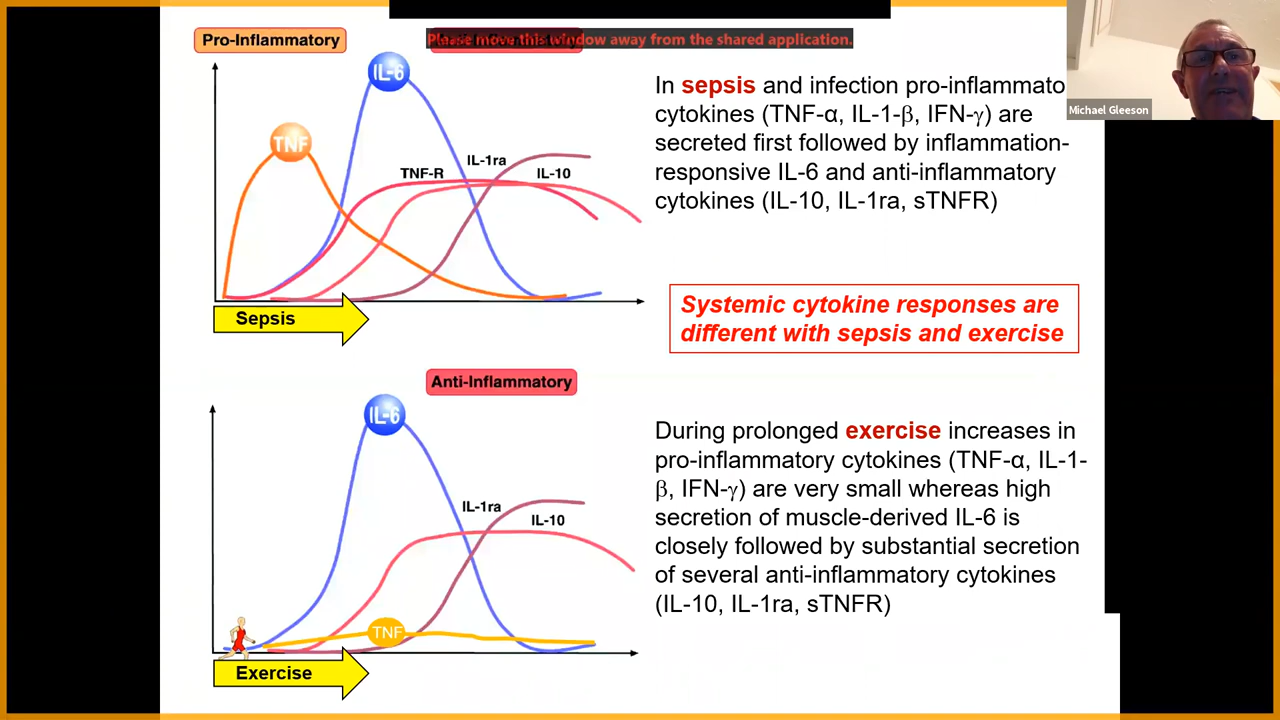 Pro-Inflammatory
Please move this window away from the shared application.
IL-6
TNF
TNF-R
IL-1ra
IL-10
Sepsis
In sepsis and infection pro-inflammato
cytokines (TNF-α, IL-1-β, IFN-γ) are
secreted first followed by inflammation-
responsive IL-6 and anti-inflammatory
cytokines (IL-10, IL-1ra, sTNFR)
Michael Gleeson
Systemic cytokine responses are
different with sepsis and exercise
Anti-Inflammatory
IL-6
IL-1ra
IL-10
TNF
Exercise
During prolonged exercise increases in
pro-inflammatory cytokines (TNF-α, IL-1-
β, IFN-γ) are very small whereas high
secretion of muscle-derived IL-6 is
closely followed by substantial secretion
of several anti-inflammatory cytokines
(IL-10, IL-1ra, sTNFR)